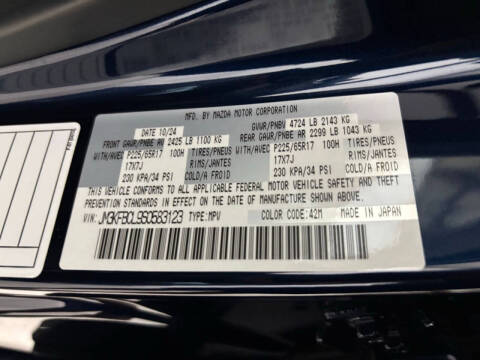 MFD. BY MAZDA MOTOR CORPORATION
DATE 10/24 GVWR/PNBV 4724 LB 2143 KG
FRONT GAWR/PNBE AV 2425 LB 1100 KG REAR GAWR/PNBE AR 2299 LB 1043 KG
WITH/AVEC P225/65R17 100H TIRES/PNEUS WITH/AVEC P225/65R17 100H TIRES/PNEUS
17X7J RIMS/JANTES 17X7J RIMS/JANTES
230 KPA/34 PSI COLD/A FROID 230 KPA/34 PSI COLD/A FROID
THIS VEHICLE CONFORMS TO ALL APPLICABLE FEDERAL MOTOR VEHICLE SAFETY, BUMPER, AND THEFT
PREVENTION STANDARDS IN EFFECT ON THE DATE OF MANUFACTURE SHOWN ABOVE.
VIN: JM3KFBCL9S0583123 TYPE: MPV
COLOR CODE: 42M MADE IN JAPAN